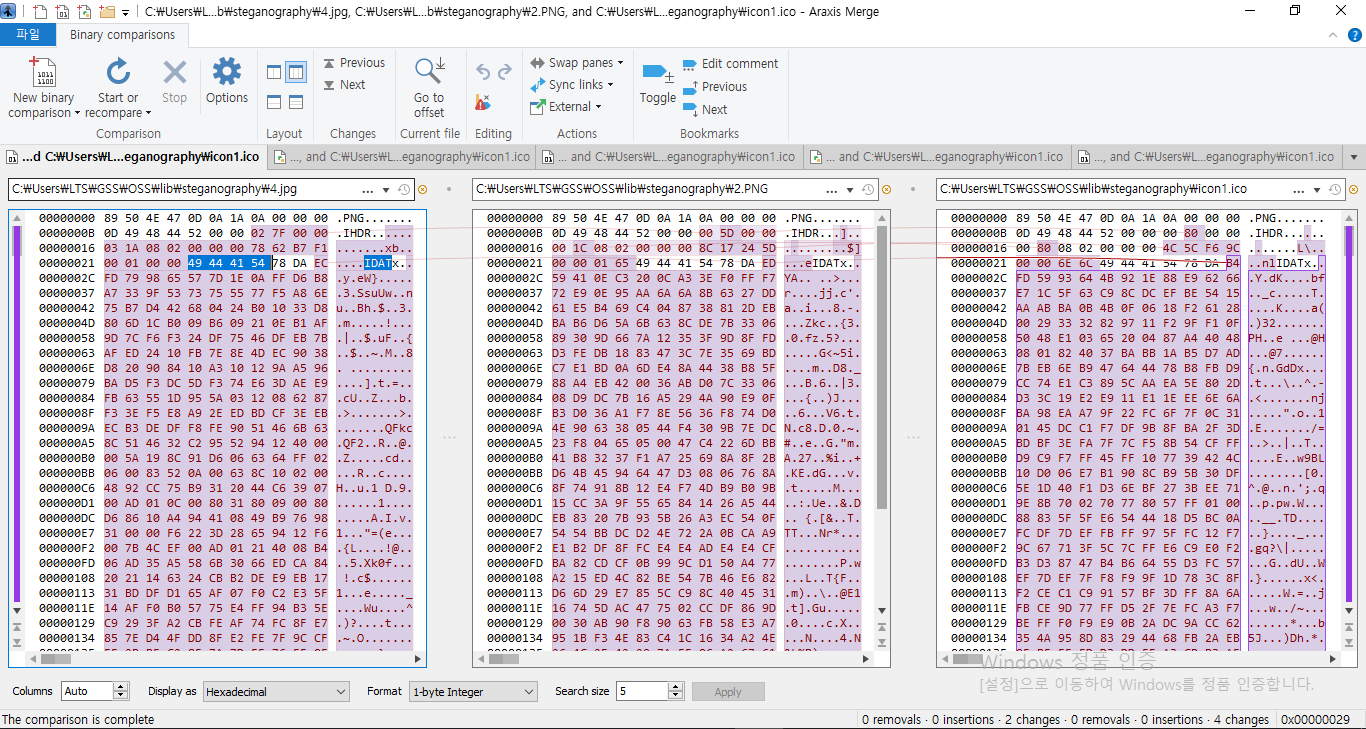 C:₩Users₩L...b₩steganography₩4.jpg, C:₩Users₩L...b₩steganography₩2.PNG, and C:₩Users₩L...eganography₩icon1.ico - Araxis Merge
파일 Binary comparisons
New binary comparison
Start or recompare
Stop
Options
Comparison
Layout
Previous
Next
Changes
Go to offset
Current file
Editing
Swap panes
Sync links
External
Actions
Toggle
Edit comment
Previous
Next
Bookmarks
...d C:₩Users₩L...eganography₩icon1.ico
..., and C:₩Users₩L...eganography₩icon1.ico
... and C:₩Users₩L...eganography₩icon1.ico
... and C:₩Users₩L...eganography₩icon1.ico
..., and C:₩Users₩L...eganography₩icon1.ico
C:₩Users₩LTS₩GSS₩OSS₩lib₩steganography₩4.jpg
00000000 89 50 4E 47 0D 0A 1A 0A 00 00 00 .PNG.......
0000000B 0D 49 48 44 52 00 00 02 7F 00 00 .IHDR......
00000016 03 1A 08 02 00 00 00 78 62 B7 F1 .......xb..
00000021 00 01 00 00 49 44 41 54 78 DA EC ....IDATx..
0000002C FD 79 98 65 57 7D 1E 0A FF D6 B8 .y.eW}.....
00000037 A7 33 9F 53 73 75 55 77 F5 A8 6E .3.SsuUw..n
00000042 75 B7 D4 42 68 04 24 B0 10 33 D8 u..Bh.$..3.
0000004D 80 6D 1C B0 09 B6 09 21 0E B1 AF .m.....!...
00000058 9D 7C F6 F3 24 DF 75 46 DF EB 7B .|..$.uF..{
00000063 AF ED 24 10 FB 7E 8E 4D EC 90 38 ..$..~.M..8
0000006E D8 20 90 84 10 A3 10 12 9A A5 96
00000079 BA D5 F3 DC 5D F3 74 E6 3D AE E9 ....].t.=..
00000084 FB 63 55 1D 95 5A 03 12 08 62 87 .cU..Z...b.
0000008F F3 3E F5 E8 A9 2E ED BD CF 3E EB .>.......>.
0000009A EC B3 DE DF F8 FE 90 51 46 6B 63 .......QFkc
000000A5 8C 51 46 32 C2 95 52 94 12 40 00 .QF2..R..@.
000000B0 00 5A 19 8C 91 D6 06 63 64 FF 02 .Z.....cd..
000000BB 06 00 83 52 0A 00 63 8C 10 02 00 ...R..c....
000000C6 48 92 CC 75 B9 31 20 44 C6 39 07 H..u.1 D.9.
000000D1 00 AD 01 0C 00 80 31 80 09 00 80 ......1....
000000DC D6 86 10 A4 94 41 08 49 B9 76 98 .....A.I.v.
000000E7 31 00 00 F6 22 3D 28 65 94 12 F6 1..."=(e...
000000F2 00 7B 4C EF 00 AD 01 21 40 08 B4 .{L....!@..
000000FD 06 AD 35 A5 58 6B 30 66 ED CA 84 ..5.Xk0f...
00000108 20 21 14 63 24 CB B2 DE E9 EB 17
00000113 31 BD DF D1 65 AF 07 F0 C2 E3 5F
0000011E 14 AF F0 B0 57 75 E4 FF 94 B3 5E ....Wu....^
00000129 C9 29 3F A2 CB FE AF 74 FC 8F E7 .)?....t...
00000134 85 7E D4 4F DD 8F E2 FE 7F 9C CF .~.O.......
C:₩Users₩LTS₩GSS₩OSS₩lib₩steganography₩2.PNG
00000000 89 50 4E 47 0D 0A 1A 0A 00 00 00 .PNG.......
0000000B 0D 49 48 44 52 00 00 00 5D 00 00 .IHDR...]..
00000016 00 1C 08 02 00 00 00 8C 17 24 5D .........$]
00000021 00 00 01 65 49 44 41 54 78 DA ED ...eIDATx..
0000002C 59 41 0E C3 20 0C A3 3E F0 FF F7 YA.. ..>...
00000037 72 E9 0E 95 AA 6A 6A 8B 63 27 DD r....jj.c'.
00000042 61 E5 B4 69 C4 04 87 38 81 2D EB a..i...8.-.
0000004D BA B6 D6 5A 6B 63 8C DE 7B 33 06 ...Zkc..{3.
00000058 89 30 9D 66 7A 12 35 3F 9D 8F FD .0.fz.5?...
00000063 D3 FE DB 18 83 47 3C 7E 35 69 BD .....G<~5i.
0000006E C7 E1 BD 0A 6D E4 8A 44 38 B8 5F
00000079 88 A4 EB 42 00 36 AB D0 7C 33 06 ...B.6..|3.
00000084 08 D9 DC 7B 16 A5 29 4A 90 E9 0F ...{..)J...
0000008F B3 D0 36 A1 F7 8E 56 36 F8 74 D0 ..6...V6.t.
0000009A 4E 90 63 38 05 44 F4 30 9B 7E DC
000000A5 23 F8 04 65 05 00 47 C4 22 6D BB #..e..G."m.
000000B0 41 B8 32 37 F1 A7 25 69 8A 8F 2B
000000BB D6 4B 45 94 64 47 D3 08 06 76 8A
000000C6 8F 74 91 8B 12 E4 F7 4D B9 B0 9B .t.....M...
000000D1 15 CC 3A 9F 55 65 84 14 26 A5 44
000000DC EB 83 20 7B 93 5B 26 A3 EC 54 0F .. {.[&..T.
000000E7 54 54 BB DC D2 4E 72 2A 0B CA A9
000000F2 E1 B2 DF 8F FC E4 E4 AD E4 E4 CF
000000FD BA 82 CD CF 0B 99 9C D1 50 A4 77
00000108 A2 15 ED 4C 82 BE 54 7B 46 E6 82
00000113 6D D6 29 E7 85 5C C9 8C 40 45 31
0000011E 16 74 5D AC 47 75 02 CC DF 86 9D .t].Gu.....
00000129 00 30 AB 90 F8 90 63 FB 58 E3 A7 .0....c.X..
00000134 95 1B F3 4E 83 C4 1C 16 34 A2 4E ...N....4.N
C:₩Users₩LTS₩GSS₩OSS₩lib₩steganography₩icon1.ico
00000000 89 50 4E 47 0D 0A 1A 0A 00 00 00 .PNG.......
0000000B 0D 49 48 44 52 00 00 00 80 00 00 .IHDR......
00000016 00 80 08 02 00 00 00 4C 5C F6 9C .......L\..
00000021 00 00 6E 6C 49 44 41 54 78 DA B4 ..nlIDATx..
0000002C FD 59 93 64 4B 92 1E 88 E9 62 66 .Y.dK....bf
00000037 E7 1C 5F 63 C9 8C DC EF BE 54 15 .._c.....T.
00000042 AA AB BA 0B 4B 0F 06 18 F2 61 28 ....K....a(
0000004D 00 29 33 32 82 97 11 F2 9F F1 0F .)32.......
00000058 50 48 E1 03 65 20 04 87 A4 40 48 PH..e ...@H
00000063 08 01 82 40 37 BA BB 1A B5 D7 AD ...@7......
0000006E 7B EB 6E B9 47 64 44 78 B8 FB D9 {.n.GdDx...
00000079 CC 74 E1 C3 89 5C AA EA 5E 80 2D
00000084 D3 3C 19 E2 E9 11 E1 1E EE 6E 6A .<.......nj
0000008F BA 98 EA A7 9F 22 FC 6F 7F 0C 31 .....".o..1
0000009A 01 45 DC C1 F7 DF 9B 8F BA 2F 3D .E......./=
000000A5 BD BF 3E FA 7F 7C F5 8B 54 CF FF ..>..|..T..
000000B0 D9 C9 F7 FF 45 FF 10 77 39 42 4C ....E..w9BL
000000BB 10 D0 06 E7 B1 90 8C B9 5B 30 DF ........[0.
000000C6 5E 1D 40 F1 D3 6E BF 27 3B EE 71 ^.@..n.';.q
000000D1 9E 8B 70 02 70 77 80 57 FF 01 00 ..p.pw.W...
000000DC 88 83 5F 5F E6 54 44 18 D5 BC 0A ..__.TD....
000000E7 FC DF 7D EF FB FF 97 5F FC 12 F7 ..}...._...
000000F2 9C 67 71 3F 5C 7C FF E6 C9 E0 F2
000000FD B3 D3 87 47 B4 B6 64 55 D3 FC 57 ...G..dU..W
00000108 EF 7D EF 7F F8 F9 9F 1D 78 3C 8F .}......x<.
00000113 F2 CE C1 C9 91 57 BF 3D FF 8A 6A .....W.=..j
0000011E FB CE 9D 77 FF D5 2F 7E FC A3 F7
00000129 BE FF F0 F9 E9 0B 2A DC 9A CC 62 ......*...b
00000134 35 4A 95 8D 83 29 44 68 FB 2A EB 5J...)Dh.*.
Windows 정품 인증
[설정]으로 이동하여 Windows를 정품 인증합니다.
Columns Auto Display as Hexadecimal Format 1-byte Integer Search size 5 Apply
The comparison is complete 0 removals · 0 insertions · 2 changes · 0 removals · 0 insertions · 4 changes 0x00000029